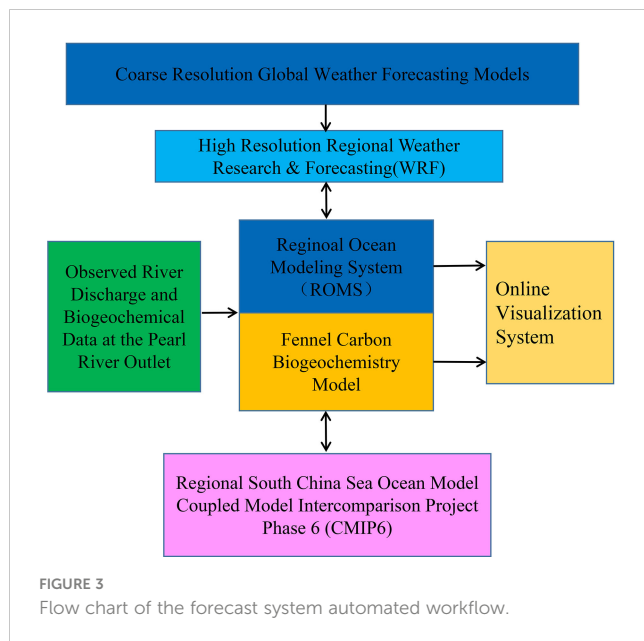 Coarse Resolution Global Weather Forecasting Models
High Resolution Regional Weather
Research & Forecasting(WRF)
Observed River
Discharge and
Biogeochemical
Data at the Pearl
River Outlet
Reginoal Ocean
Modeling System
（ROMS）
Fennel Carbon
Biogeochemistry
Model
Online
Visualization
System
Regional South China Sea Ocean Model
Coupled Model Intercomparison Project
Phase 6 (CMIP6)
FIGURE 3
Flow chart of the forecast system automated workflow.